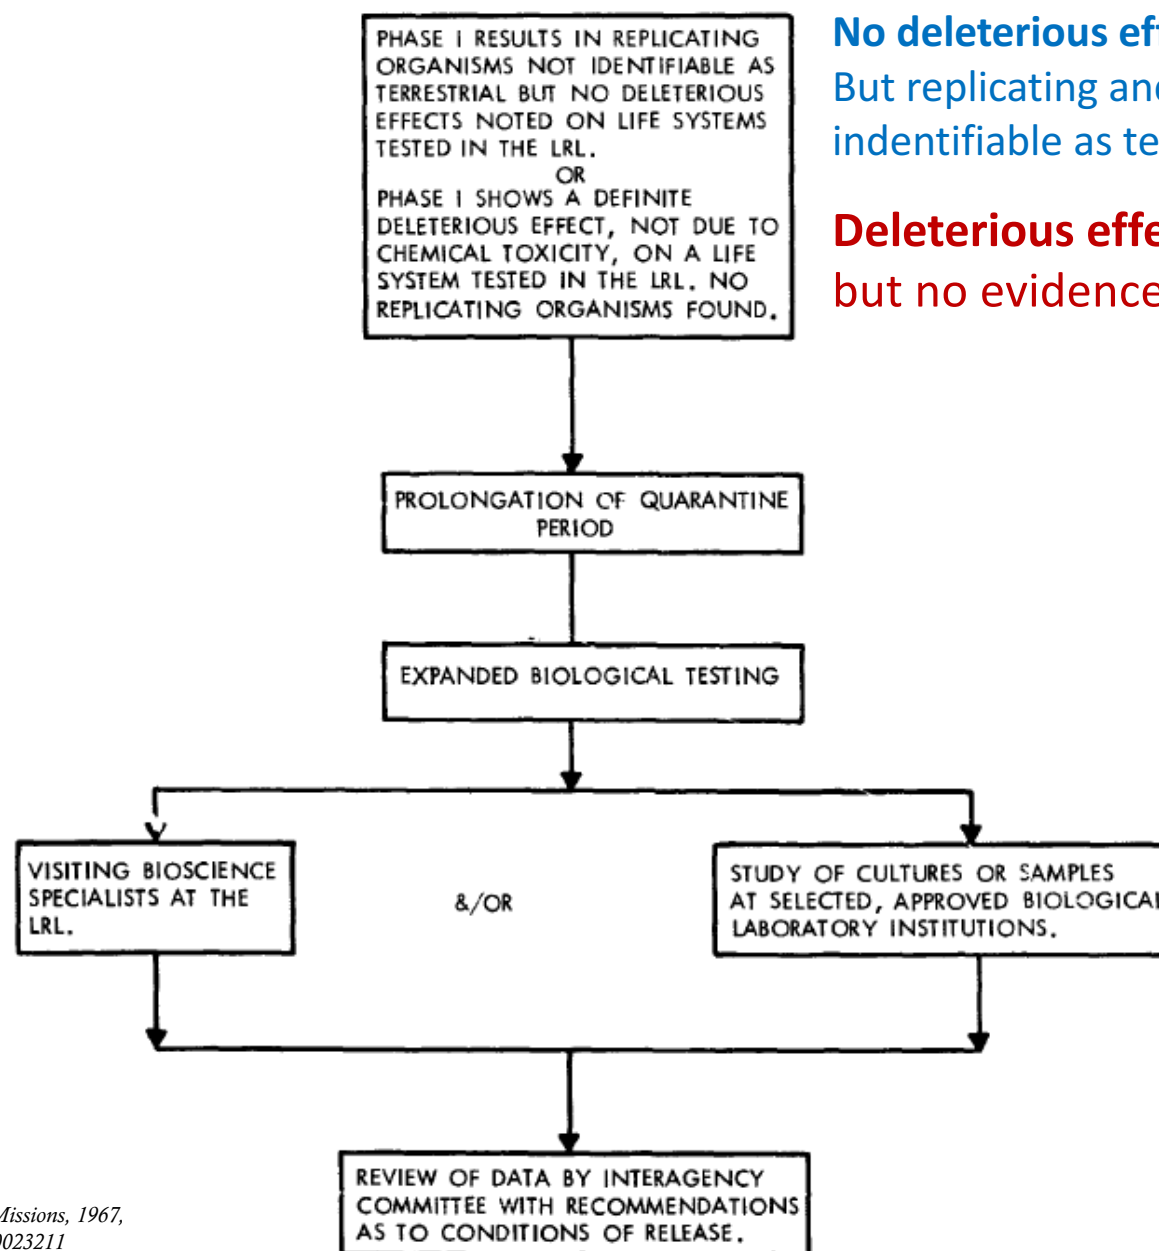 PHASE I RESULTS IN REPLICATING
ORGANISMS NOT IDENTIFIABLE AS
TERRESTRIAL BUT NO DELETERIOUS
EFFECTS NOTED ON LIFE SYSTEMS
TESTED IN THE LRL.
OR
PHASE I SHOWS A DEFINITE
DELETERIOUS EFFECT, NOT DUE TO
CHEMICAL TOXICITY, ON A LIFE
SYSTEM TESTED IN THE LRL. NO
REPLICATING ORGANISMS FOUND.
No deleterious eff
But replicating and
indentifiable as te
Deleterious effe
but no evidence
PROLONGATION OF QUARANTINE
PERIOD
EXPANDED BIOLOGICAL TESTING
VISITING BIOSCIENCE
SPECIALISTS AT THE
LRL.
&/OR
STUDY OF CULTURES OR SAMPLES
AT SELECTED, APPROVED BIOLOGICAL
LABORATORY INSTITUTIONS.
REVIEW OF DATA BY INTERAGENCY
COMMITTEE WITH RECOMMENDATIONS
AS TO CONDITIONS OF RELEASE.
Missions, 1967,
0023211